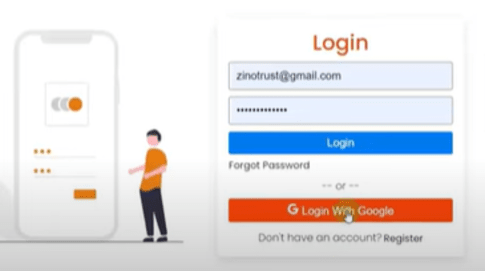 Login
zinotrust@gmail.com
•••••••••••••
Login
Forgot Password
-- or --
G Login With Google
Don't have an account? Register